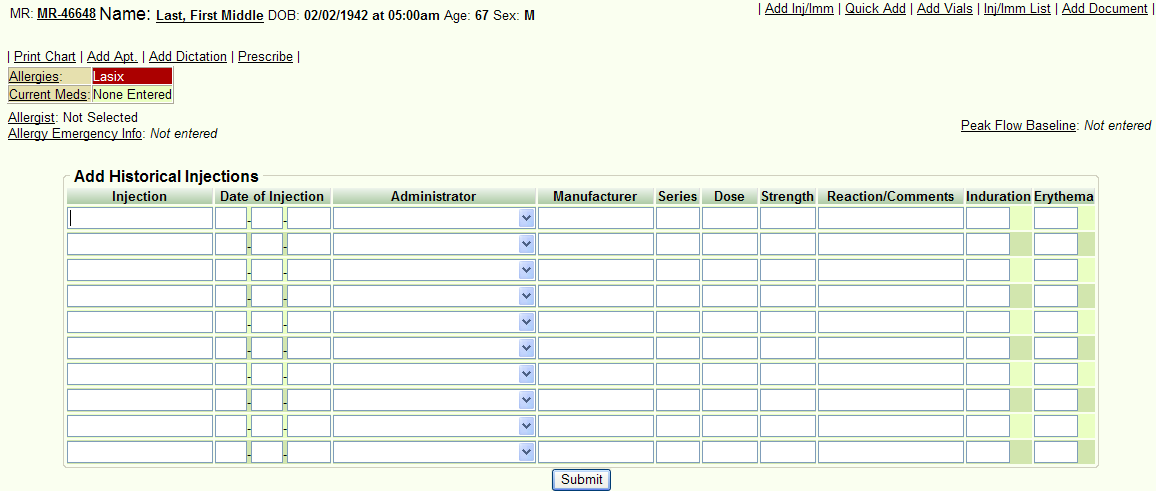 MR: MR-46648 Name: Last, First Middle DOB: 02/02/1942 at 05:00am Age: 67 Sex: M | Add Inj/Imm | Quick Add | Add Vials | Inj/Imm List | Add Document |
| Print Chart | Add Apt. | Add Dictation | Prescribe |
Allergies: Lasix
Current Meds: None Entered
Allergist: Not Selected
Allergy Emergency Info: Not entered
Peak Flow Baseline: Not entered
Add Historical Injections
Injection Date of Injection Administrator Manufacturer Series Dose Strength Reaction/Comments Induration Erythema
- -
- -
- -
- -
- -
- -
- -
- -
- -
- -
Submit